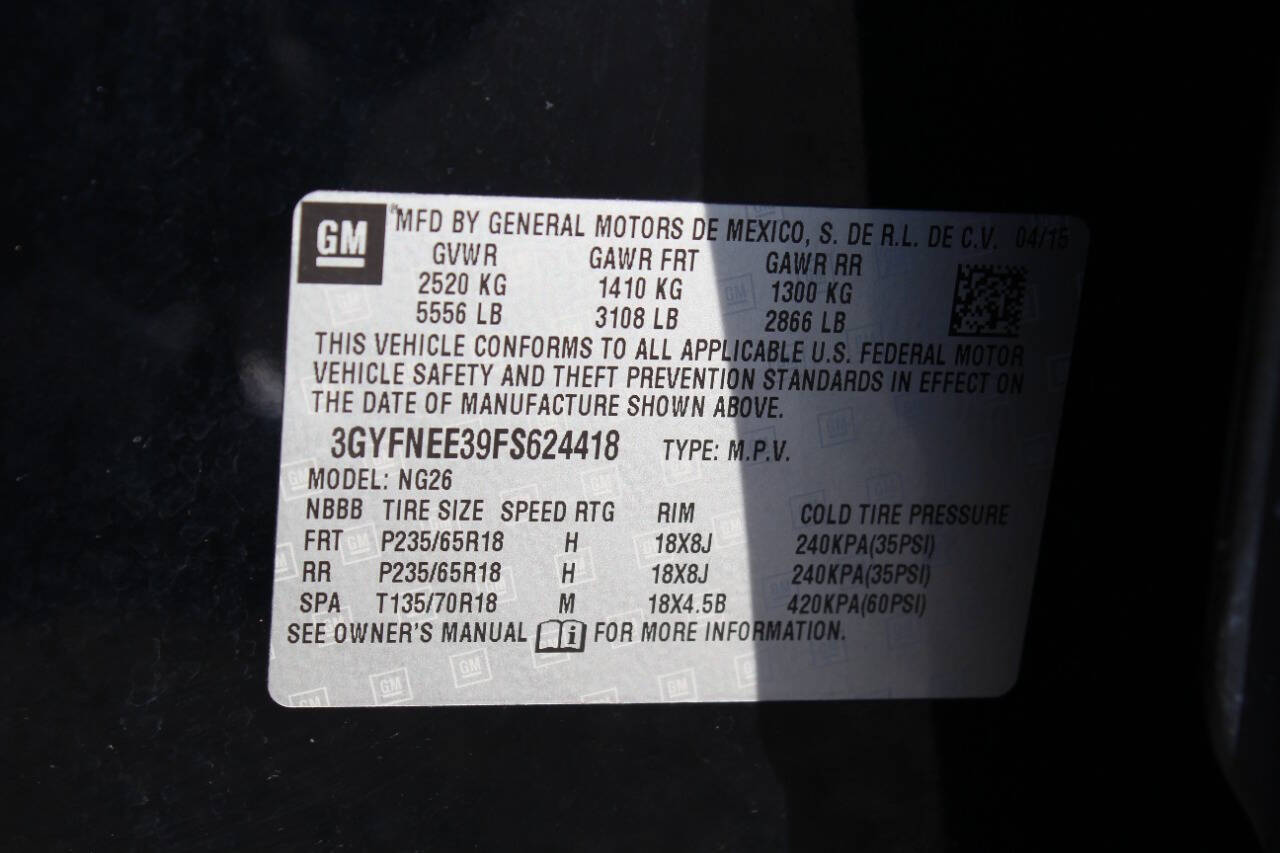 GM
MFD BY GENERAL MOTORS DE MEXICO, S. DE R.L. DE C.V. 04/15
GVWR GAWR FRT GAWR RR
2520 KG 1410 KG 1300 KG
5556 LB 3108 LB 2866 LB
THIS VEHICLE CONFORMS TO ALL APPLICABLE U.S. FEDERAL MOTOR
VEHICLE SAFETY AND THEFT PREVENTION STANDARDS IN EFFECT ON
THE DATE OF MANUFACTURE SHOWN ABOVE.
3GYFNEE39FS624418 TYPE: M.P.V.
MODEL: NG26
NBBB TIRE SIZE SPEED RTG RIM COLD TIRE PRESSURE
FRT P235/65R18 H 18X8J 240KPA(35PSI)
RR P235/65R18 H 18X8J 240KPA(35PSI)
SPA T135/70R18 M 18X4.5B 420KPA(60PSI)
SEE OWNER'S MANUAL i FOR MORE INFORMATION.